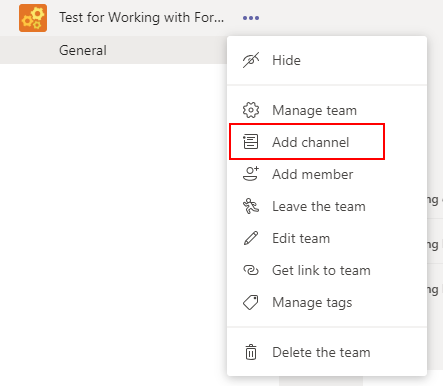 Test for Working with For...
General
Hide
Manage team
Add channel
Add member
Leave the team
Edit team
Get link to team
Manage tags
Delete the team